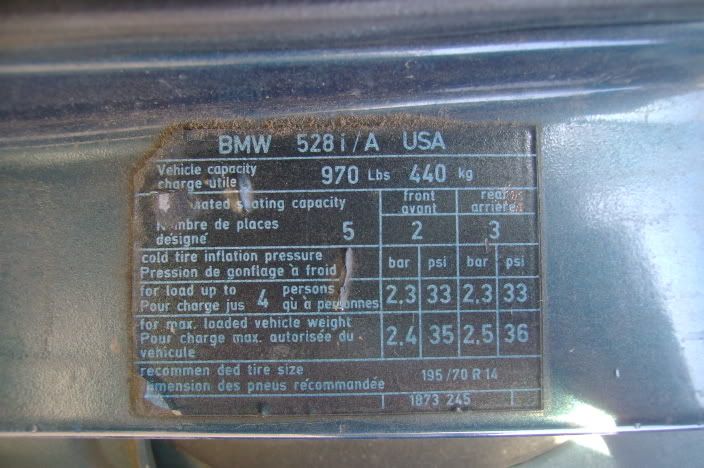 BMW 528i/A USA
Vehicle capacity
charge utile 970 Lbs 440 kg
seating capacity front rear
avant arrière
Nombre de places
designé 5 2 3
cold tire inflation pressure
Pression de gonflage à froid bar psi bar psi
for load up to 4 persons
Pour charge jus qu'à personnes 2.3 33 2.3 33
for max. loaded vehicle weight
Pour charge max. autorisée du
véhicule 2.4 35 2.5 36
recommen ded tire size
dimension des pneus recommandée 195/70 R 14
1873 245